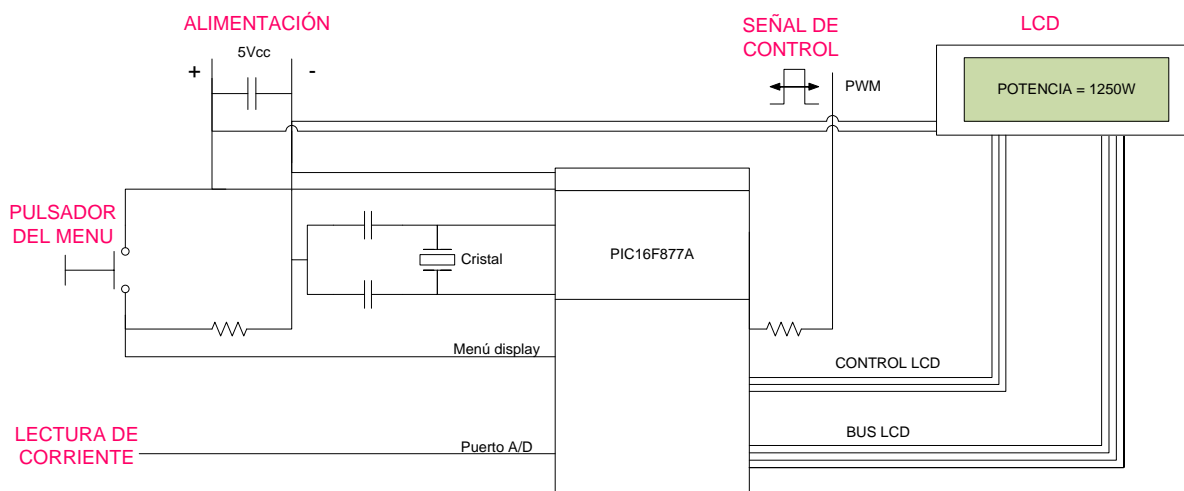 ALIMENTACIÓN
5Vcc
+
-
SEÑAL DE
CONTROL
PWM
LCD
POTENCIA = 1250W
PULSADOR
DEL MENU
Cristal
PIC16F877A
Menú display
CONTROL LCD
BUS LCD
LECTURA DE
CORRIENTE
Puerto A/D